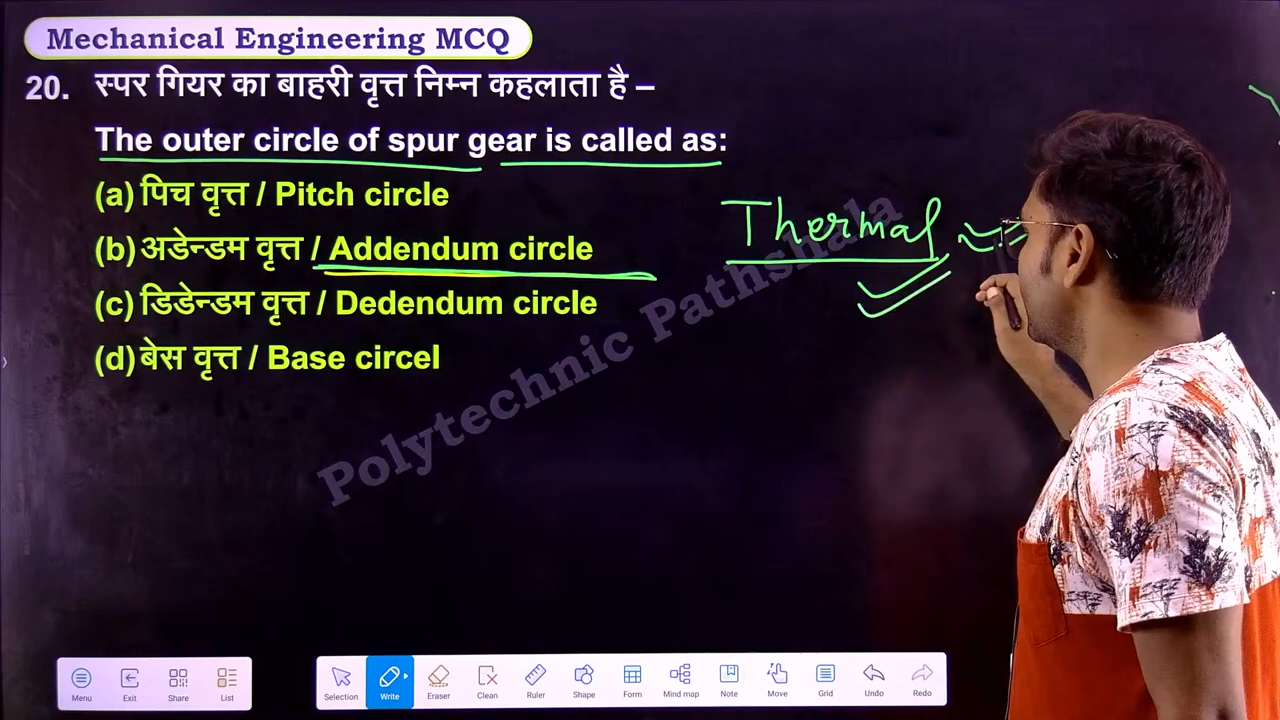 Mechanical Engineering MCQ
20. स्पर गियर का बाहरी वृत्त निम्न कहलाता है –
The outer circle of spur gear is called as:
(a) पिच वृत्त / Pitch circle
(b) अडेन्डम वृत्त / Addendum circle
(c) डिडेन्डम वृत्त / Dedendum circle
(d) बेस वृत्त / Base circel
Thermal
Polytechnic Pathshala
Menu
Exit
Share
List
Selection
Write
Eraser
Clean
Ruler
Shape
Form
Mind map
Note
Move
Grid
Undo
Redo